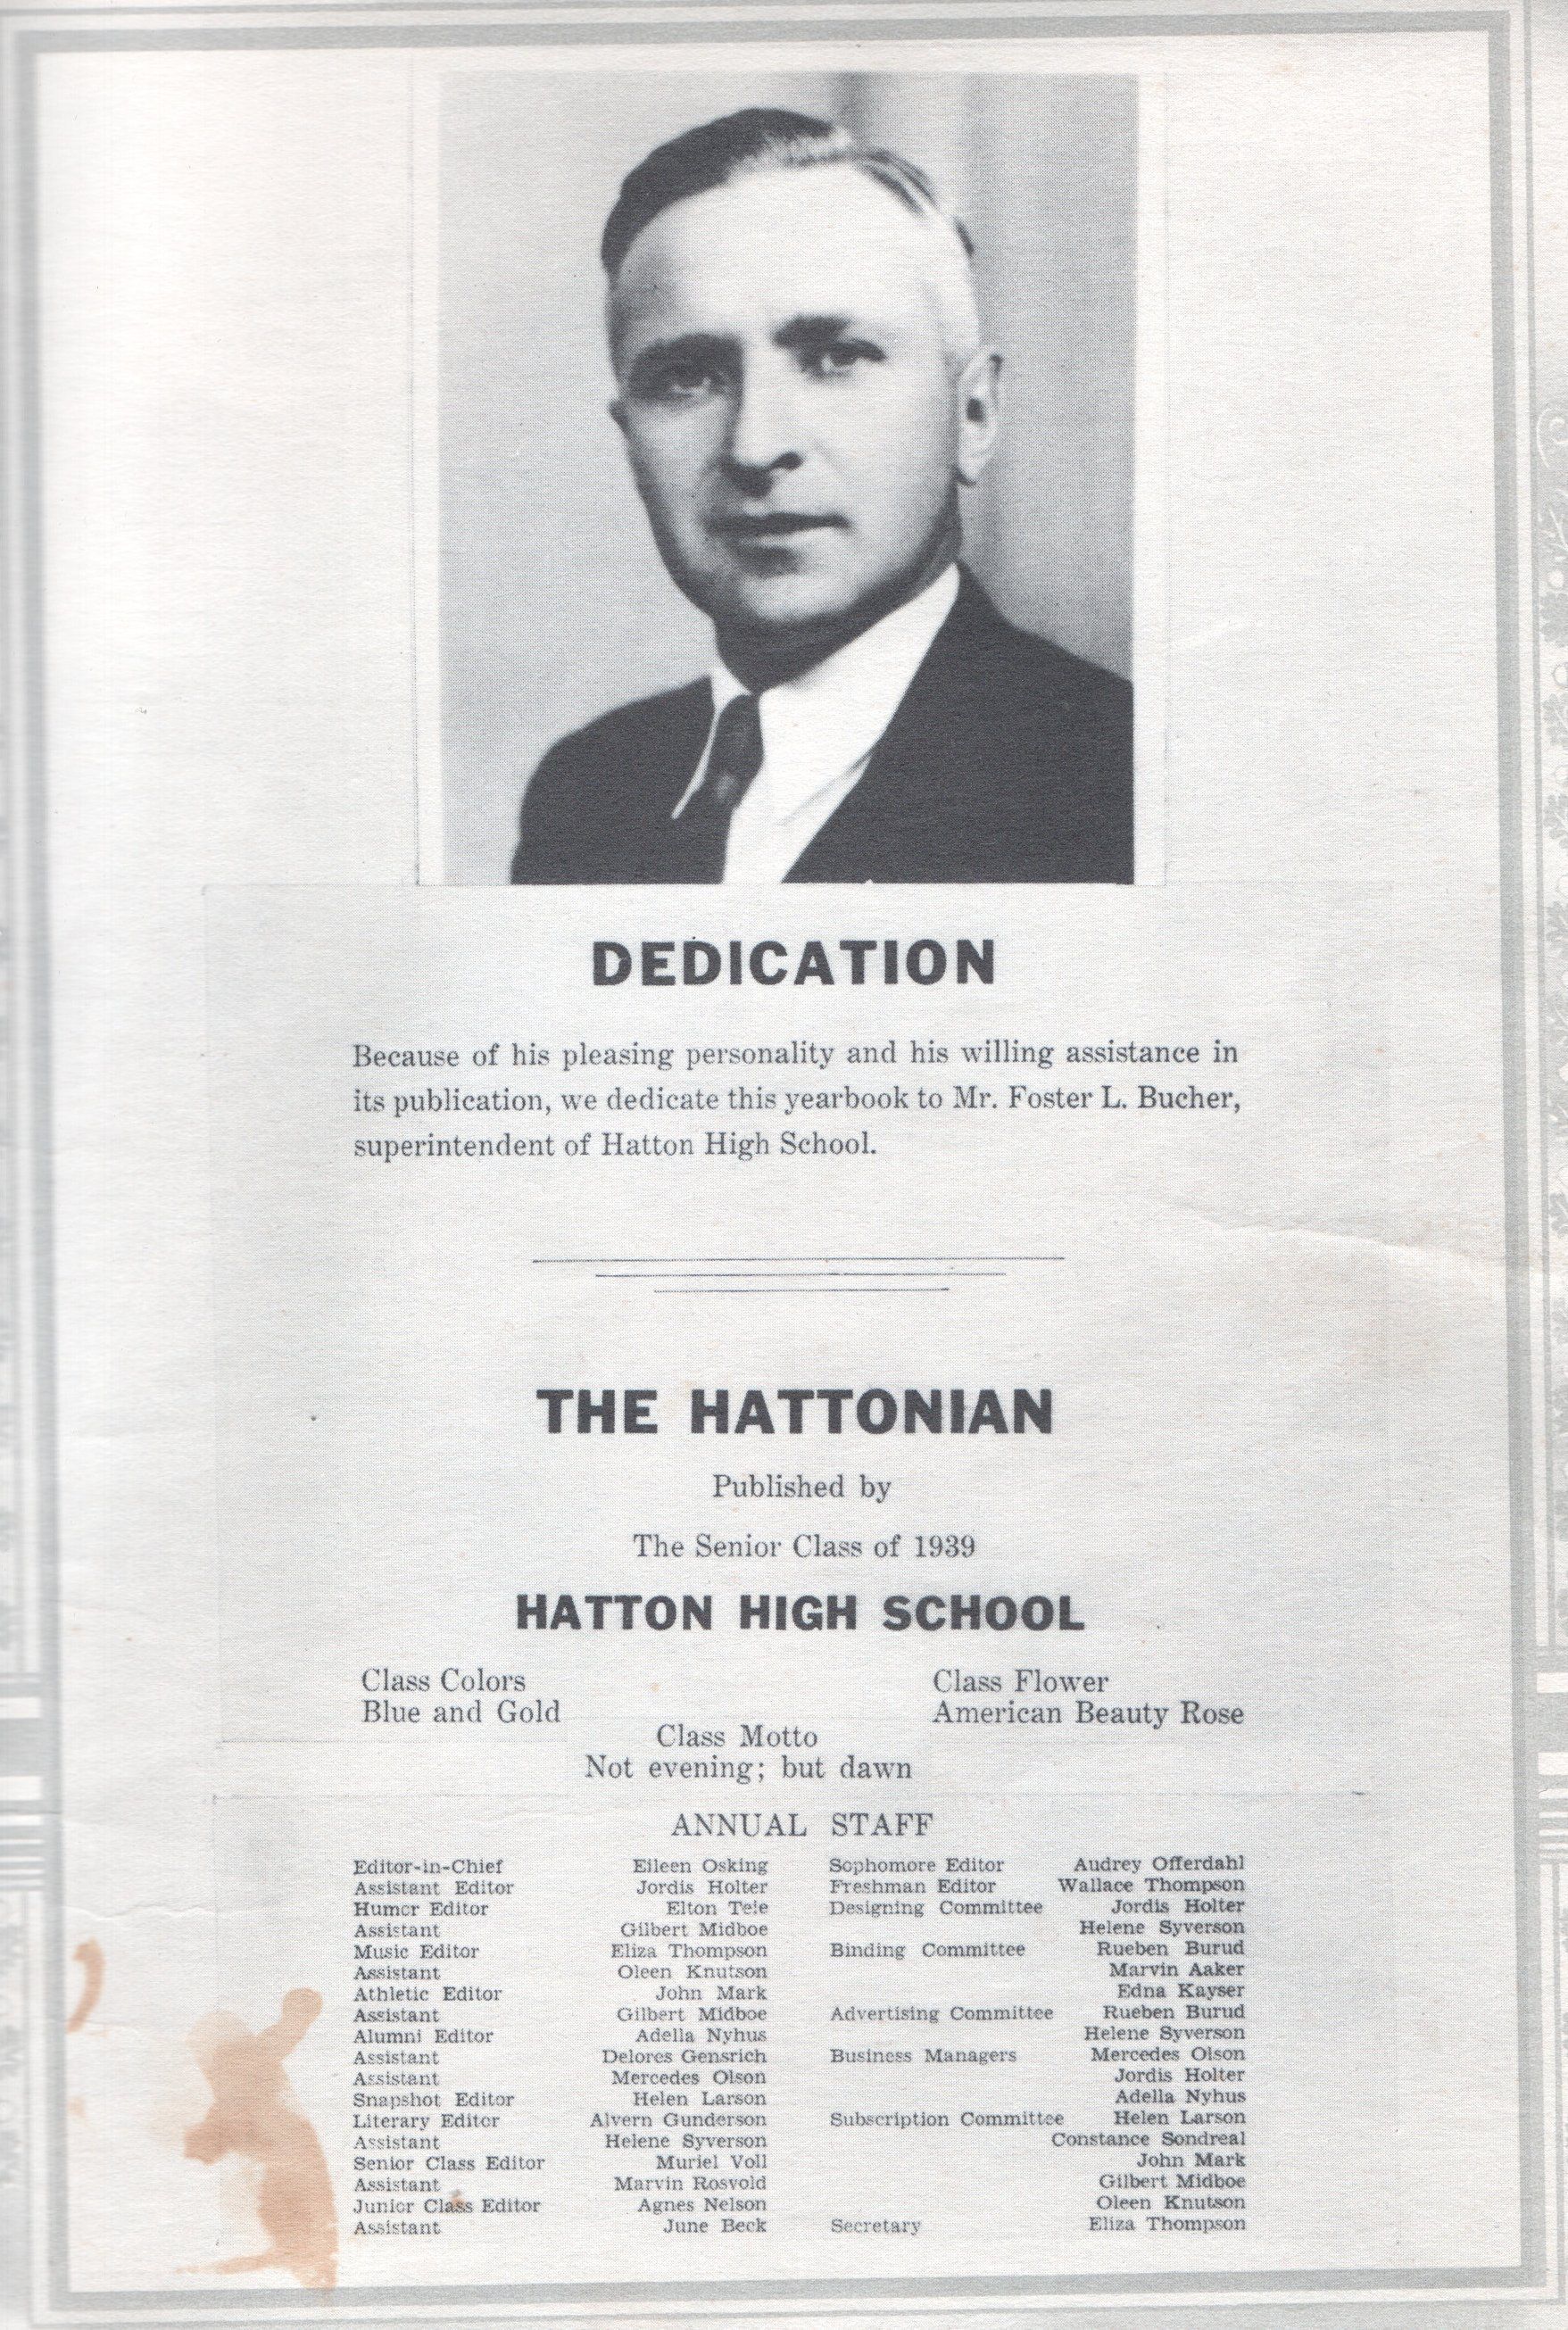 DEDICATION
Because of his pleasing personality and his willing assistance in
its publication, we dedicate this yearbook to Mr. Foster L. Bucher,
superintendent of Hatton High School.
THE HATTONIAN
Published by
The Senior Class of 1939
HATTON HIGH SCHOOL
Class Colors
Blue and Gold
Class Flower
American Beauty Rose
Class Motto
Not evening; but dawn
ANNUAL STAFF
Editor-in-Chief Eileen Osking
Assistant Editor Jordis Holter
Humor Editor Elton Tele
Assistant Gilbert Midboe
Music Editor Eliza Thompson
Assistant Oleen Knutson
Athletic Editor John Mark
Assistant Gilbert Midboe
Alumni Editor Adella Nyhus
Assistant Delores Gensrich
Assistant Mercedes Olson
Snapshot Editor Helen Larson
Literary Editor Alvern Gunderson
Assistant Helene Syverson
Senior Class Editor Muriel Voll
Assistant Marvin Rosvold
Junior Class Editor Agnes Nelson
Assistant June Beck
Sophomore Editor Audrey Offerdahl
Freshman Editor Wallace Thompson
Designing Committee Jordis Holter
Helene Syverson
Binding Committee Rueben Burud
Marvin Aaker
Edna Kayser
Advertising Committee Rueben Burud
Helene Syverson
Business Managers Mercedes Olson
Jordis Holter
Adella Nyhus
Subscription Committee Helen Larson
Constance Sondreal
John Mark
Gilbert Midboe
Oleen Knutson
Secretary Eliza Thompson